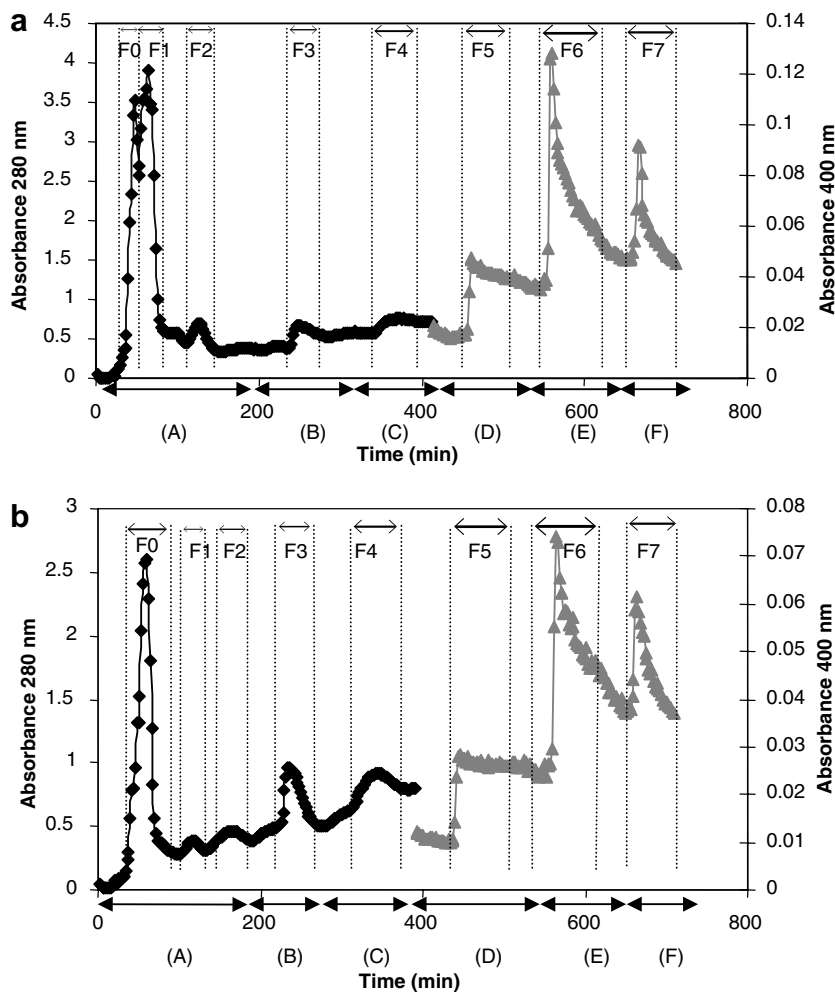 a
4.5
4
3.5
3
2.5
2
1.5
1
0.5
0
Absorbance 280 nm
F0 F1 F2 F3 F4 F5 F6 F7
0.14
0.12
0.1
0.08
0.06
0.04
0.02
0
Absorbance 400 nm
0 200 400 600 800
(A) (B) (C) (D) (E) (F)
Time (min)
b
3
2.5
2
1.5
1
0.5
0
Absorbance 280 nm
F0 F1 F2 F3 F4 F5 F6 F7
0.08
0.07
0.06
0.05
0.04
0.03
0.02
0.01
0
Absorbance 400 nm
0 200 400 600 800
(A) (B) (C) (D) (E) (F)
Time (min)